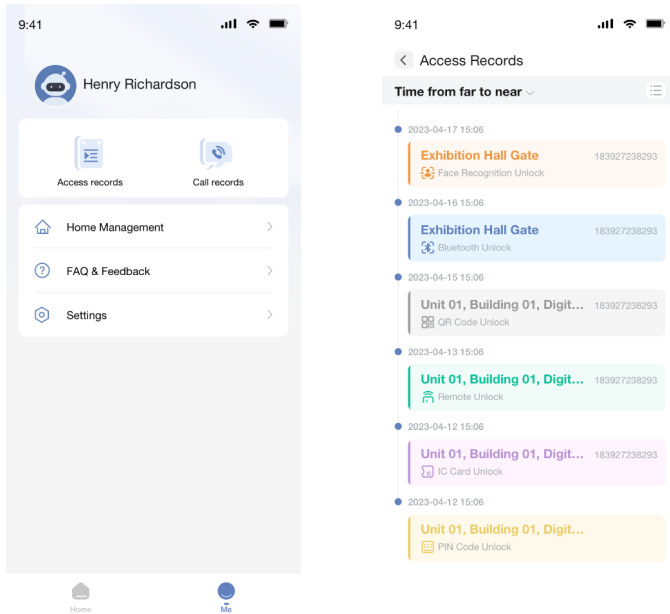 9:41
Henry Richardson
Access records
Call records
Home Management
FAQ & Feedback
Settings
Home
Me
9:41
Access Records
Time from far to near
2023-04-17 15:06
Exhibition Hall Gate 183927238293
Face Recognition Unlock
2023-04-16 15:06
Exhibition Hall Gate 183927238293
Bluetooth Unlock
2023-04-15 15:06
Unit 01, Building 01, Digit... 183927238293
QR Code Unlock
2023-04-13 15:06
Unit 01, Building 01, Digit... 183927238293
Remote Unlock
2023-04-12 15:06
Unit 01, Building 01, Digit... 183927238293
IC Card Unlock
2023-04-12 15:06
Unit 01, Building 01, Digit...
PIN Code Unlock